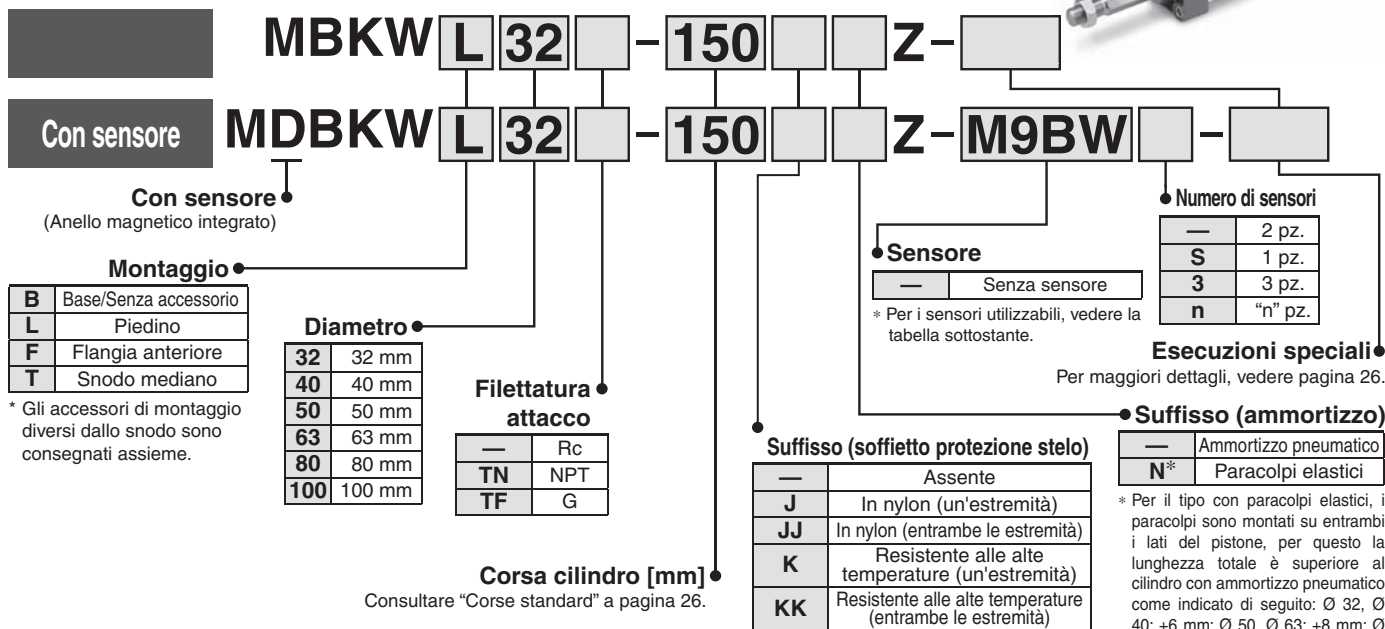 MBKW L 32 - 150 Z-
Con sensore MDBKW L 32 - 150 Z- M9BW -
Con sensore
(Anello magnetico integrato)
Montaggio
B Base/Senza accessorio
L Piedino
F Flangia anteriore
T Snodo mediano
* Gli accessori di montaggio
diversi dallo snodo sono
consegnati assieme.
Diametro
32 32 mm
40 40 mm
50 50 mm
63 63 mm
80 80 mm
100 100 mm
Filettatura
attacco
— Rc
TN NPT
TF G
Corsa cilindro [mm]
Consultare “Corse standard” a pagina 26.
Sensore
— Senza sensore
* Per i sensori utilizzabili, vedere la
tabella sottostante.
Numero di sensori
— 2 pz.
S 1 pz.
3 3 pz.
n “n” pz.
Esecuzioni speciali
Per maggiori dettagli, vedere pagina 26.
Suffisso (soffietto protezione stelo)
— Assente
J In nylon (un'estremità)
JJ In nylon (entrambe le estremità)
K Resistente alle alte
temperature (un'estremità)
KK Resistente alle alte temperature
(entrambe le estremità)
Suffisso (ammortizzo)
— Ammortizzo pneumatico
N* Paracolpi elastici
* Per il tipo con paracolpi elastici, i
paracolpi sono montati su entrambi
i lati del pistone, per questo la
lunghezza totale è superiore al
cilindro con ammortizzo pneumatico
come indicato di seguito: Ø 32, Ø
40: +6 mm; Ø 50, Ø 63: +8 mm; Ø